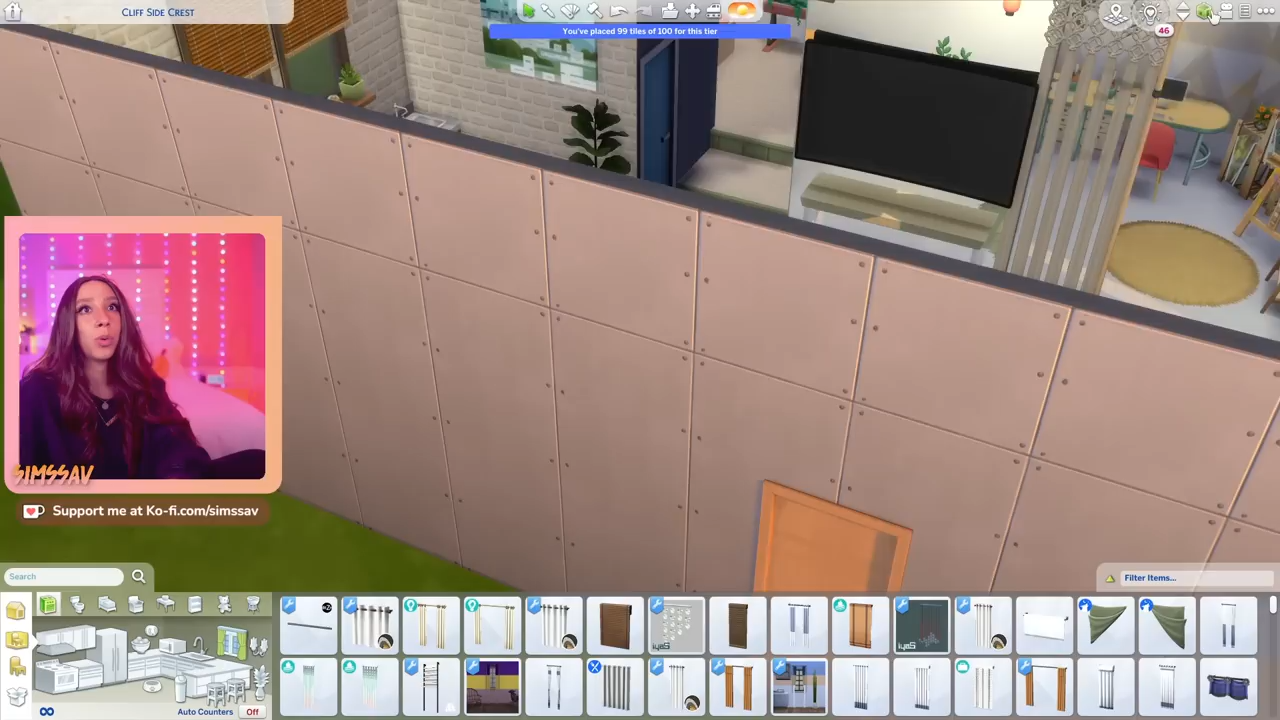 CLIFF SIDE CREST
You've placed 99 tiles of 100 for this tier
46
SIMSSAV
Support me at Ko-fi.com/simssav
Search
Filter Items...
Auto Counters
Off